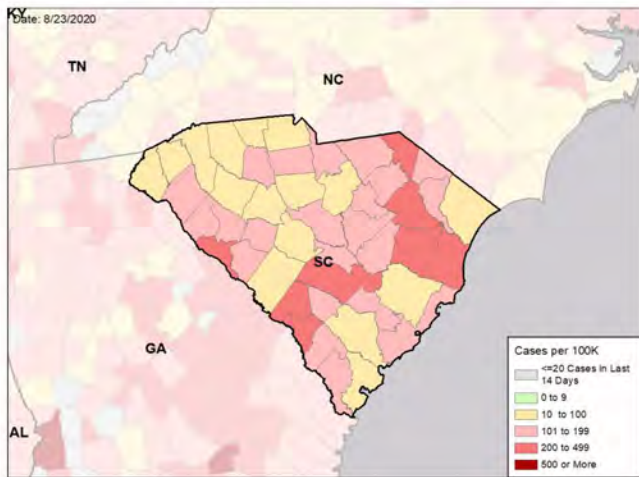 KY
Date: 8/23/2020
TN
NC
SC
GA
AL
Cases per 100K
<=20 Cases in Last
14 Days
0 to 9
10 to 100
101 to 199
200 to 499
500 or More